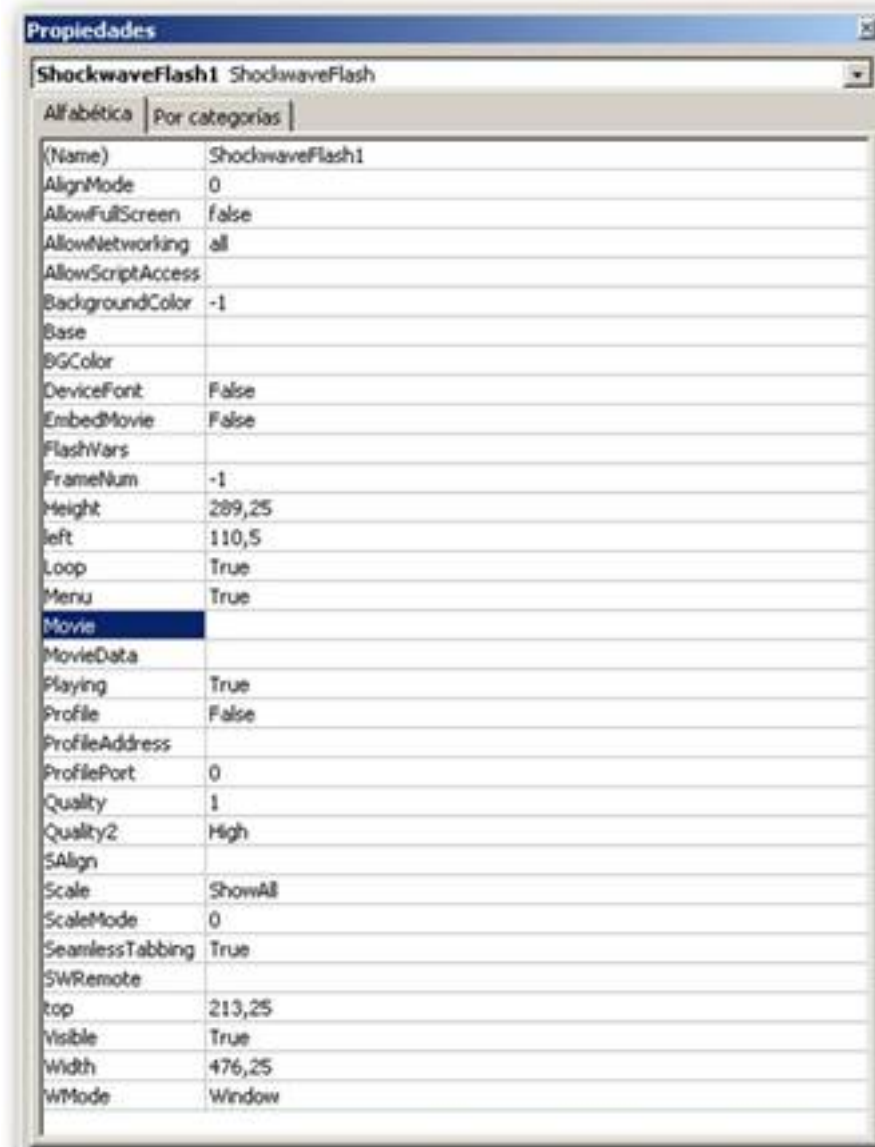 Propiedades
ShockwaveFlash1 ShockwaveFlash
Alfabética Por categorías
(Name) ShockwaveFlash1
AlignMode 0
AllowFullScreen false
AllowNetworking all
AllowScriptAccess
BackgroundColor -1
Base
BGColor
DeviceFont False
EmbedMovie False
FlashVars
FrameNum -1
Height 289,25
left 110,5
Loop True
Menu True
Movie
MovieData
Playing True
Profile False
ProfileAddress
ProfilePort 0
Quality 1
Quality2 High
SAlign
Scale ShowAll
ScaleMode 0
SeamlessTabbing True
SWRemote
top 213,25
Visible True
Width 476,25
WMode Window